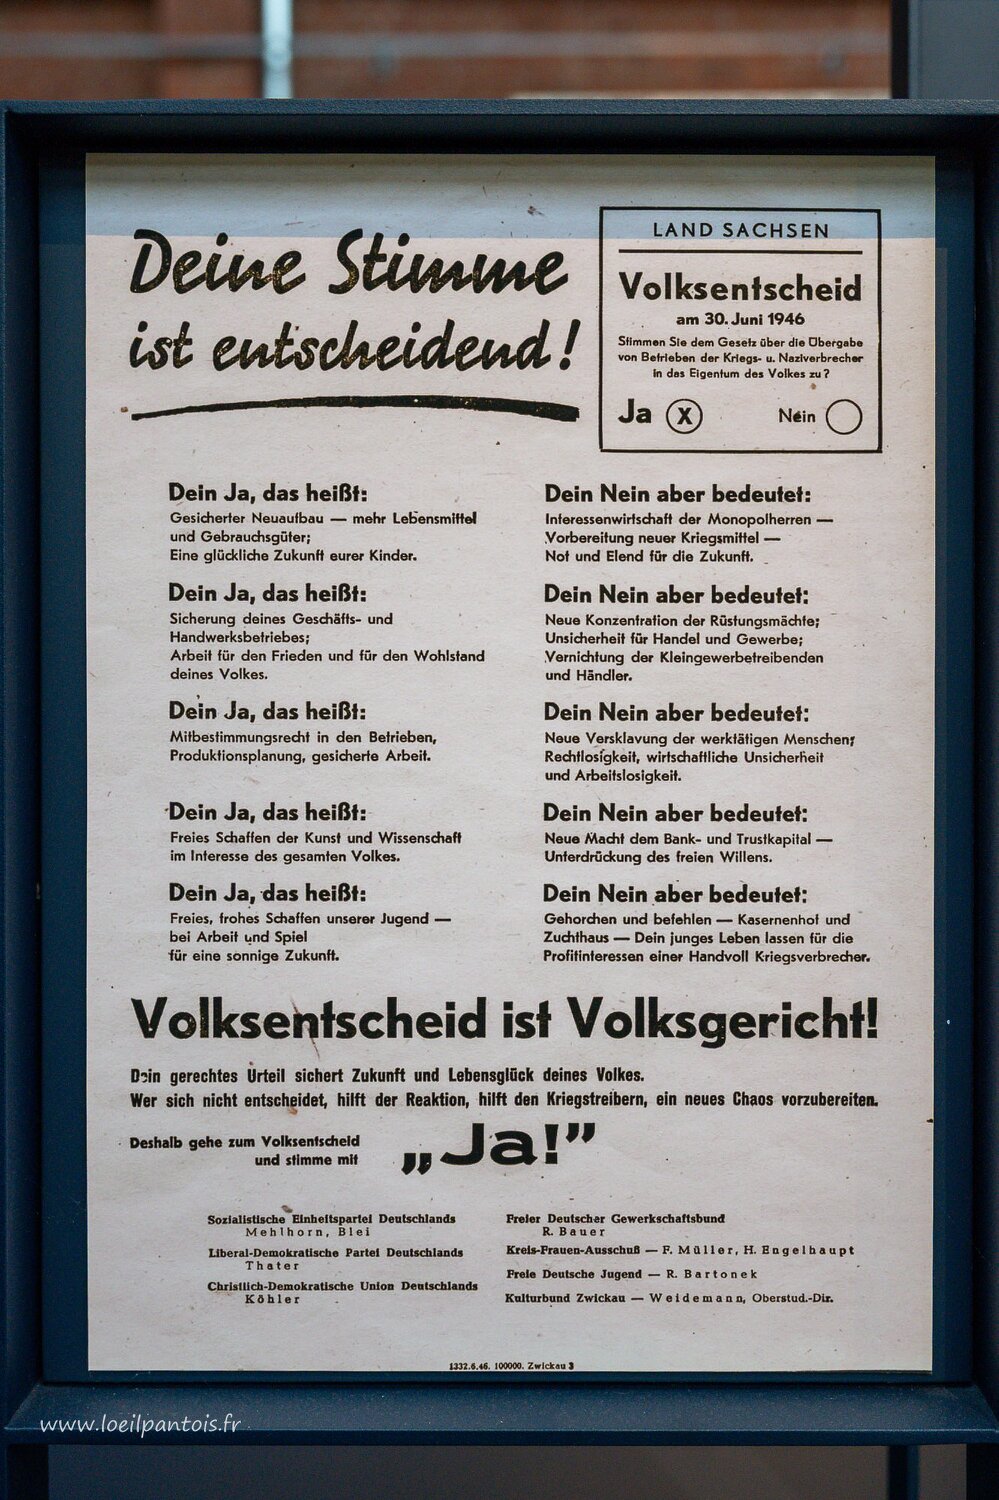 Deine Stimme
ist entscheidend!
LAND SACHSEN
Volksentscheid
am 30. Juni 1946
Stimmen Sie dem Gesetz über die Übergabe
von Betrieben der Kriegs- u. Naziverbrecher
in das Eigentum des Volkes zu?
Ja (X) Nein
Dein Ja, das heißt:
Gesicherter Neuaufbau — mehr Lebensmittel
und Gebrauchsgüter;
Eine glückliche Zukunft eurer Kinder.
Dein Ja, das heißt:
Sicherung deines Geschäfts- und
Handwerksbetriebes;
Arbeit für den Frieden und für den Wohlstand
deines Volkes.
Dein Ja, das heißt:
Mitbestimmungsrecht in den Betrieben,
Produktionsplanung, gesicherte Arbeit.
Dein Ja, das heißt:
Freies Schaffen der Kunst und Wissenschaft
im Interesse des gesamten Volkes.
Dein Ja, das heißt:
Freies, frohes Schaffen unserer Jugend —
bei Arbeit und Spiel
für eine sonnige Zukunft.
Dein Nein aber bedeutet:
Interessenwirtschaft der Monopolherren —
Vorbereitung neuer Kriegsmittel —
Not und Elend für die Zukunft.
Dein Nein aber bedeutet:
Neue Konzentration der Rüstungsmächte;
Unsicherheit für Handel und Gewerbe;
Vernichtung der Kleingewerbetreibenden
und Händler.
Dein Nein aber bedeutet:
Neue Versklavung der werktätigen Menschen;
Rechtlosigkeit, wirtschaftliche Unsicherheit
und Arbeitslosigkeit.
Dein Nein aber bedeutet:
Neue Macht dem Bank- und Trustkapital —
Unterdrückung des freien Willens.
Dein Nein aber bedeutet:
Gehorchen und befehlen — Kasernenhof und
Zuchthaus — Dein junges Leben lassen für die
Profitinteressen einer Handvoll Kriegsverbrecher.
Volksentscheid ist Volksgericht!
Dein gerechtes Urteil sichert Zukunft und Lebensglück deines Volkes.
Wer sich nicht entscheidet, hilft der Reaktion, hilft den Kriegstreibern, ein neues Chaos vorzubereiten.
Deshalb gehe zum Volksentscheid
und stimme mit
„Ja!”
Sozialistische Einheitspartei Deutschlands
Mehlhorn, Blei
Liberal-Demokratische Partei Deutschlands
Thater
Christlich-Demokratische Union Deutschlands
Köhler
Freier Deutscher Gewerkschaftsbund
R. Bauer
Kreis-Frauen-Ausschuß — F. Müller, H. Engelhaupt
Freie Deutsche Jugend — R. Bartonek
Kulturbund Zwickau — Weidemann, Oberstud.-Dir.
1332.6.46. 100000. Zwickau 3
www.loeilpantois.fr